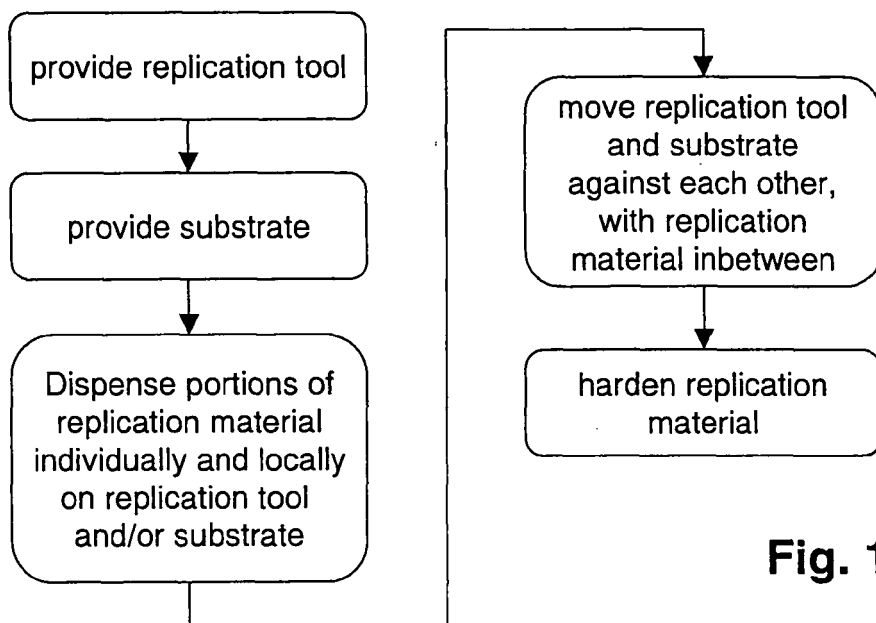 provide replication tool
provide substrate
Dispense portions of
replication material
individually and locally
on replication tool
and/or substrate
move replication tool
and substrate
against each other,
with replication
material inbetween
harden replication
material
Fig. 1